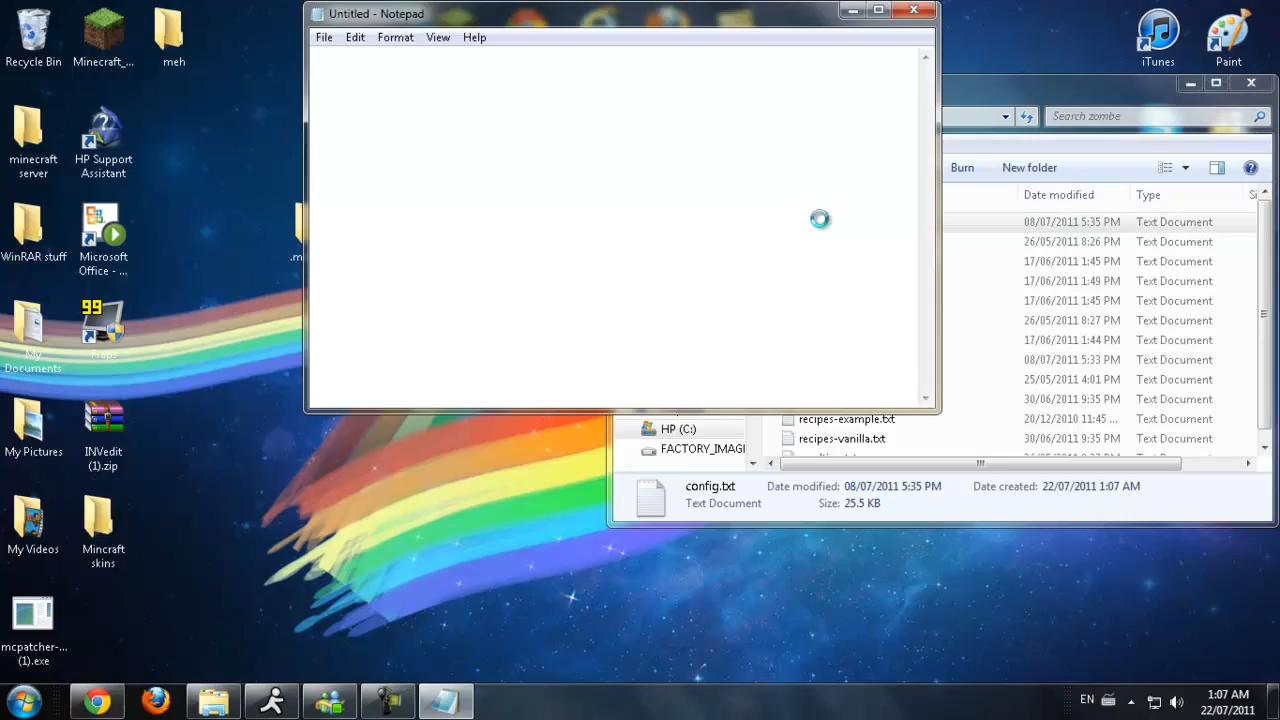 Untitled - Notepad
File Edit Format View Help
Recycle Bin
Minecraft_...
meh
iTunes
Paint
Search zombe
minecraft
server
HP Support
Assistant
Burn New folder
Date modified Type
08/07/2011 5:35 PM Text Document
26/05/2011 8:26 PM Text Document
17/06/2011 1:45 PM Text Document
17/06/2011 1:49 PM Text Document
17/06/2011 1:45 PM Text Document
26/05/2011 8:27 PM Text Document
17/06/2011 1:44 PM Text Document
08/07/2011 5:33 PM Text Document
25/05/2011 4:01 PM Text Document
30/06/2011 9:35 PM Text Document
recipes-example.txt 20/12/2010 11:45 ... Text Document
recipes-vanilla.txt 30/06/2011 9:35 PM Text Document
WinRAR stuff
Microsoft
Office - ...
.m
99
My
Documents
Fraps
HP (C:)
FACTORY_IMAG
My Pictures
INVedit
(1).zip
config.txt Date modified: 08/07/2011 5:35 PM Date created: 22/07/2011 1:07 AM
Text Document Size: 25.5 KB
My Videos
Mincraft
skins
mcpatcher-...
(1).exe
EN
1:07 AM
22/07/2011